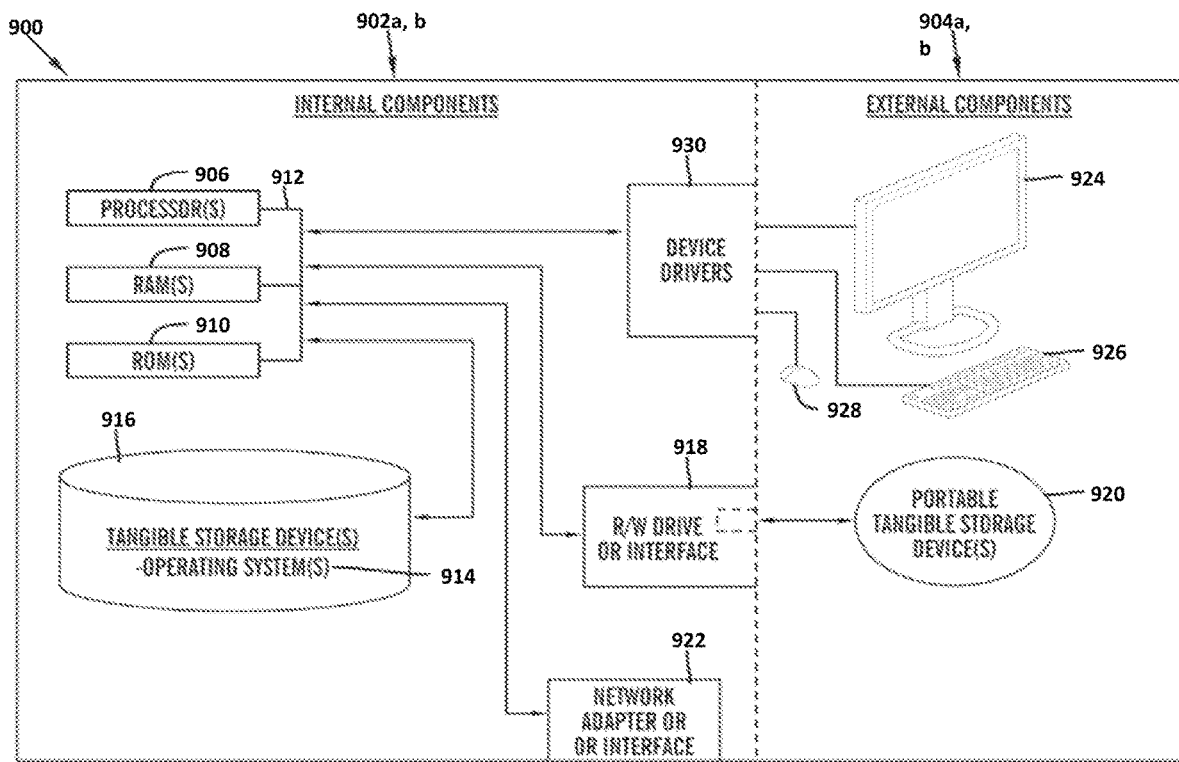 900
902a, b
904a,
b
INTERNAL COMPONENTS
EXTERNAL COMPONENTS
906
912
PROCESSOR(S)
930
924
908
RAM(S)
DEVICE
DRIVERS
910
ROM(S)
926
928
916
918
920
TANGIBLE STORAGE DEVICE(S)
-OPERATING SYSTEM(S)
914
R/W DRIVE
OR INTERFACE
PORTABLE
TANGIBLE STORAGE
DEVICE(S)
922
NETWORK
ADAPTER OR
OR INTERFACE